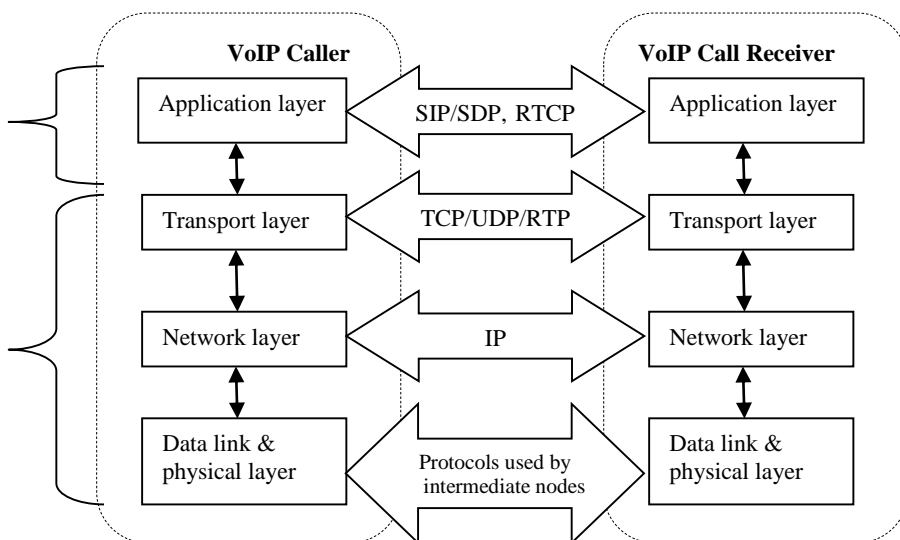 VoIP Caller
VoIP Call Receiver
Application layer
SIP/SDP, RTCP
Application layer
Transport layer
TCP/UDP/RTP
Transport layer
Network layer
IP
Network layer
Data link &
physical layer
Protocols used by
intermediate nodes
Data link &
physical layer